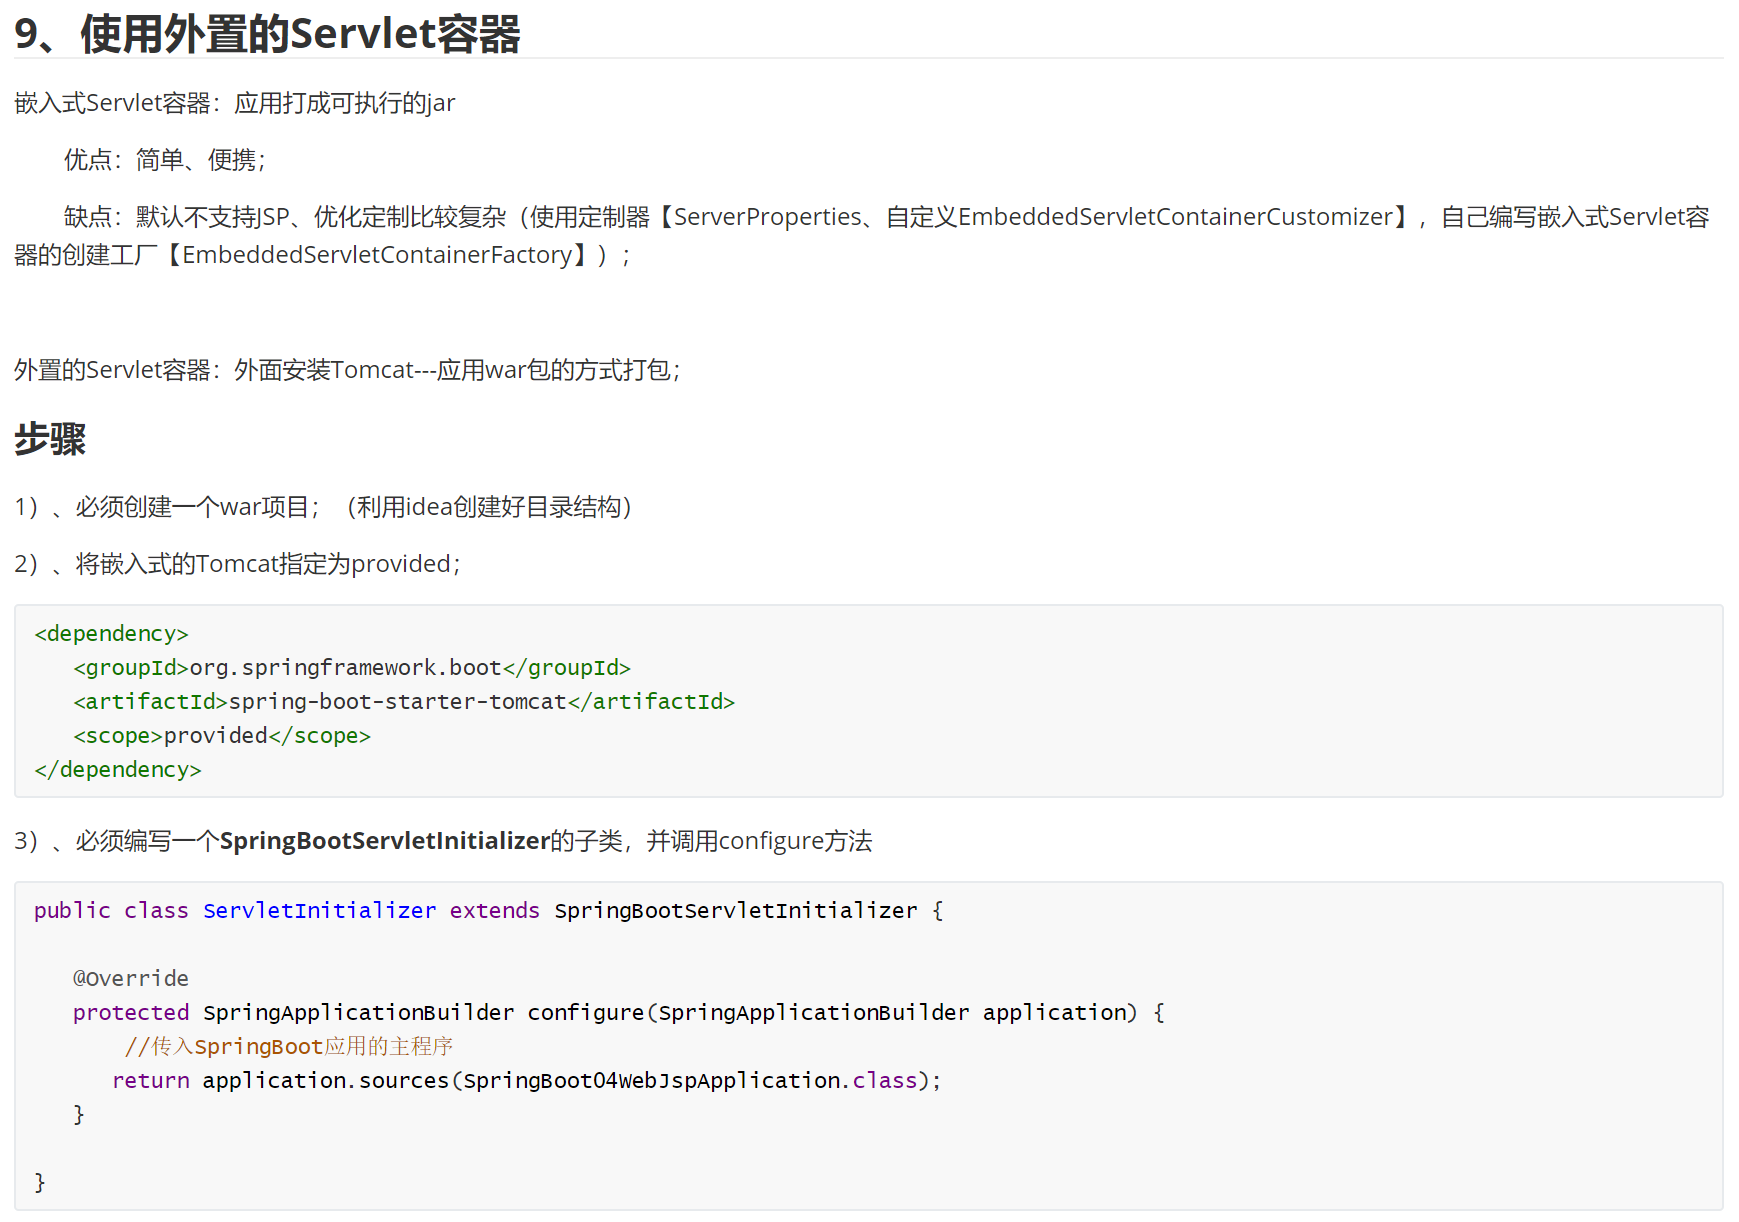 9、使用外置的Servlet容器
嵌入式Servlet容器：应用打成可执行的jar
优点：简单、便携；
缺点：默认不支持JSP、优化定制比较复杂（使用定制器【ServerProperties、自定义EmbeddedServletContainerCustomizer】，自己编写嵌入式Servlet容
器的创建工厂【EmbeddedServletContainerFactory】）；
外置的Servlet容器：外面安装Tomcat---应用war包的方式打包；
步骤
1）、必须创建一个war项目；（利用idea创建好目录结构）
2）、将嵌入式的Tomcat指定为provided；
<dependency>
   <groupId>org.springframework.boot</groupId>
   <artifactId>spring-boot-starter-tomcat</artifactId>
   <scope>provided</scope>
</dependency>
3）、必须编写一个SpringBootServletInitializer的子类，并调用configure方法
public class ServletInitializer extends SpringBootServletInitializer {
   @Override
   protected SpringApplicationBuilder configure(SpringApplicationBuilder application) {
       //传入SpringBoot应用的主程序
      return application.sources(SpringBoot04WebJspApplication.class);
   }
}